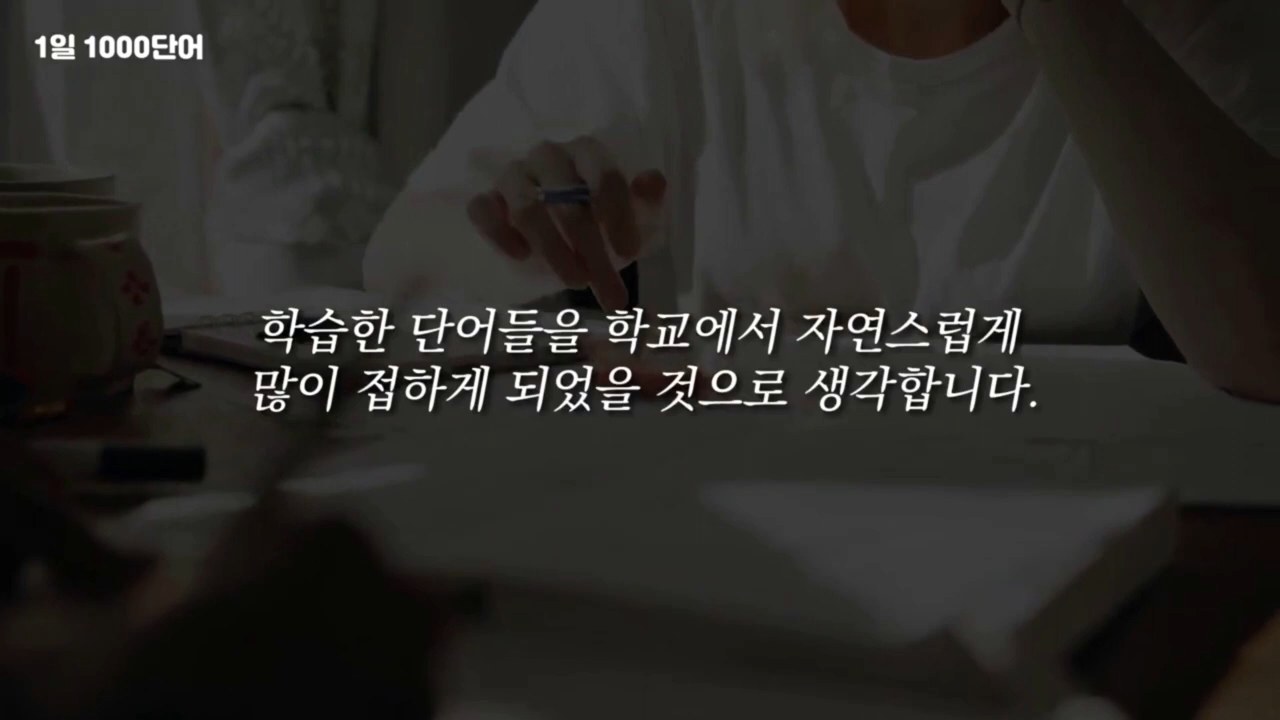 1일 1000단어
학습한 단어들을 학교에서 자연스럽게
많이 접하게 되었을 것으로 생각합니다.